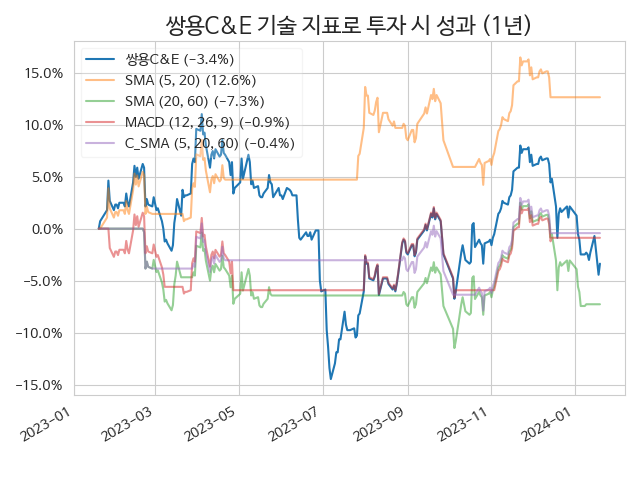 쌍용C&E 기술 지표로 투자 시 성과 (1년)
쌍용C&E (−3.4%)
SMA (5, 20) (12.6%)
SMA (20, 60) (−7.3%)
MACD (12, 26, 9) (−0.9%)
C_SMA (5, 20, 60) (−0.4%)
15.0%
10.0%
5.0%
0.0%
−5.0%
−10.0%
−15.0%
2023-01
2023-03
2023-05
2023-07
2023-09
2023-11
2024-01